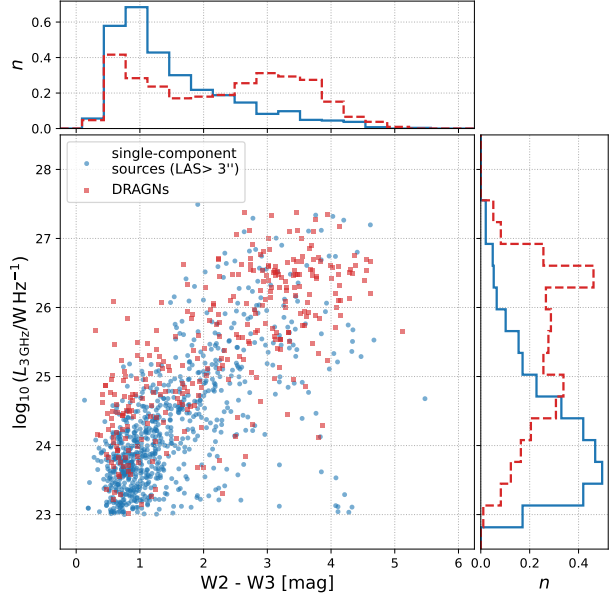 0.6
0.4
0.2
0.0
n
single-component
sources (LAS> 3'')
DRAGNs
28
27
26
25
24
23
log₁₀ (L₃ GHz/W Hz⁻¹)
0 1 2 3 4 5 6
W2 - W3 [mag]
0.0 0.2 0.4
n